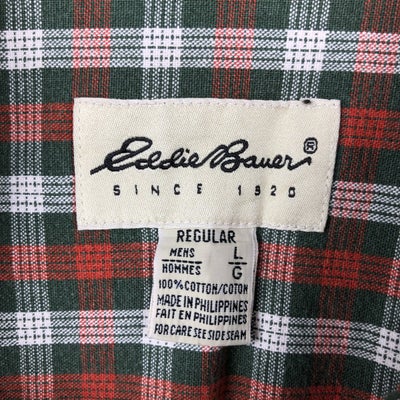 Eddie Bauer®
SINCE 1920
REGULAR
MENS L
HOMMES G
100% COTTON/COTON
MADE IN PHILIPPINES
FAIT EN PHILIPPINES
FOR CARE SEE SIDE SEAM